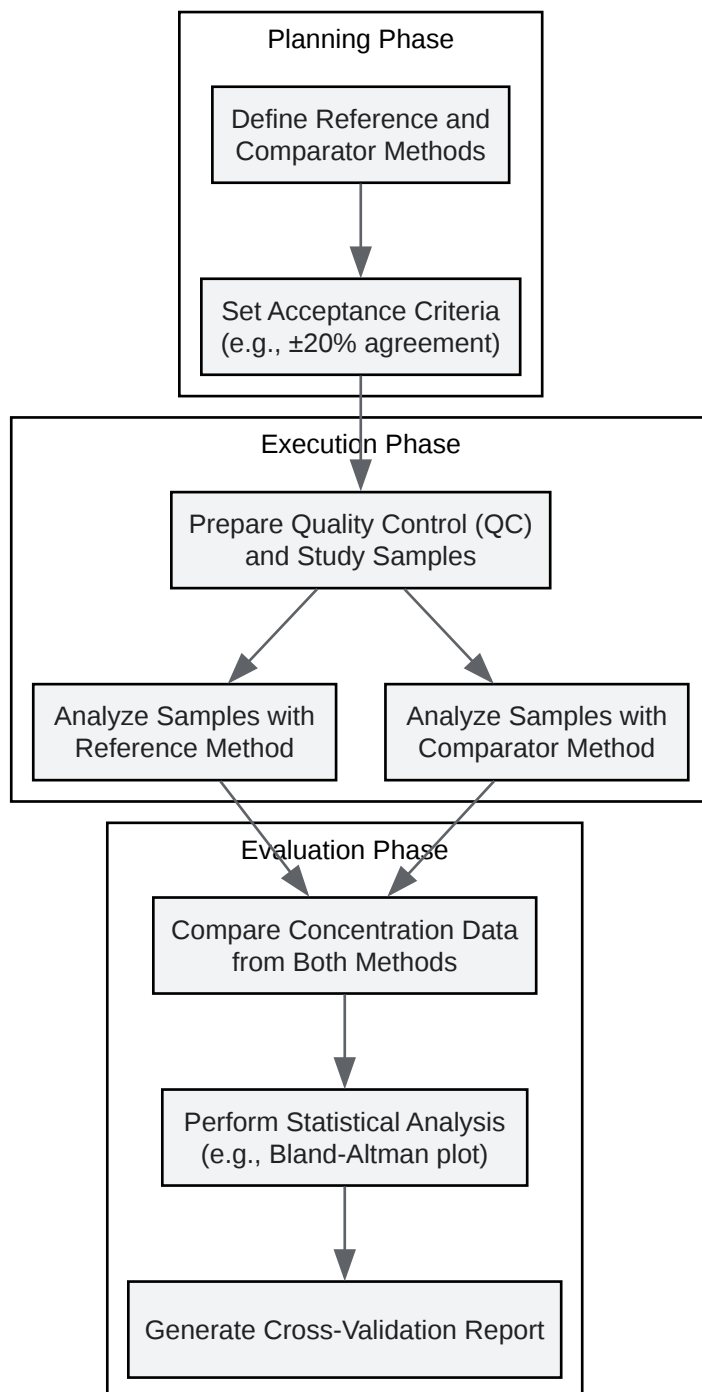 Planning Phase
Define Reference and
Comparator Methods
Set Acceptance Criteria
(e.g., ±20% agreement)
Execution Phase
Prepare Quality Control (QC)
and Study Samples
Analyze Samples with
Reference Method
Analyze Samples with
Comparator Method
Evaluation Phase
Compare Concentration Data
from Both Methods
Perform Statistical Analysis
(e.g., Bland-Altman plot)
Generate Cross-Validation Report